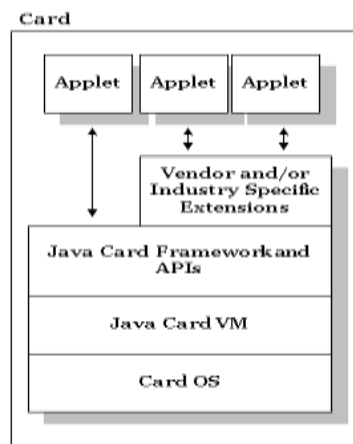 Card
Applet
Applet
Applet
Vendor and/or
Industry Specific
Extensions
Java Card Framework and
APIs
Java Card VM
Card OS